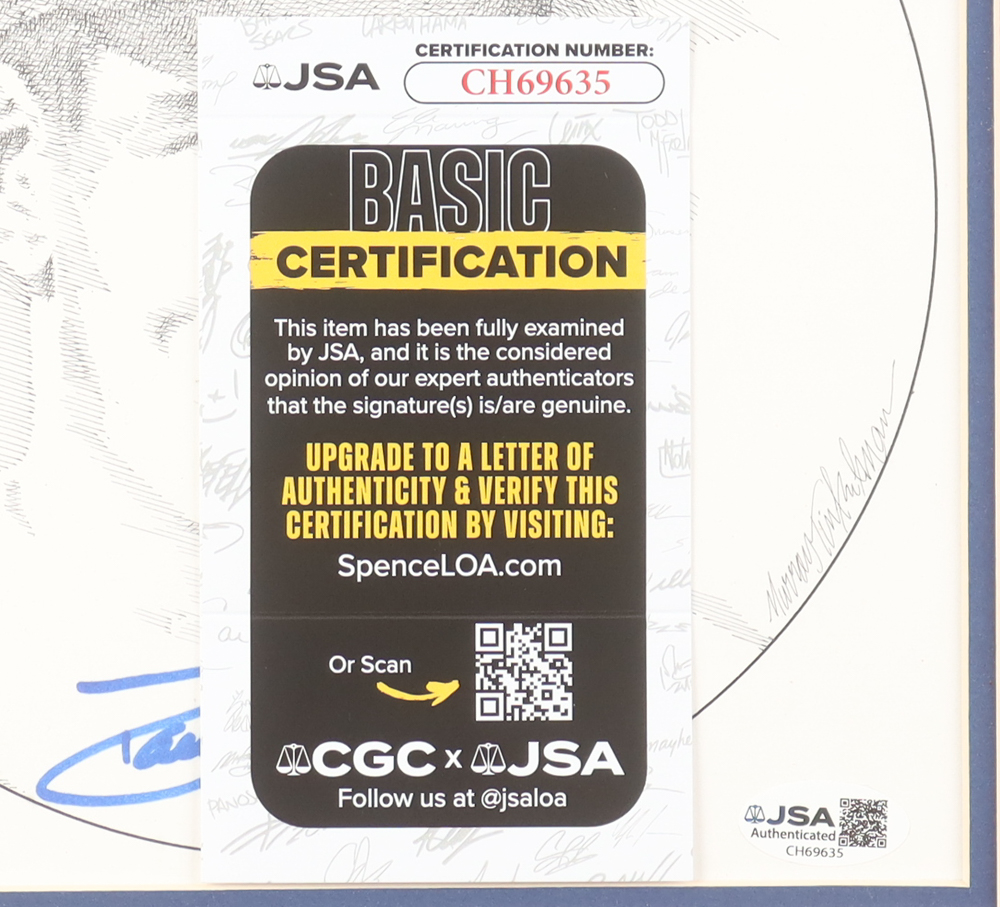 JSA
CERTIFICATION NUMBER:
CH69635
BASIC
CERTIFICATION
This item has been fully examined
by JSA, and it is the considered
opinion of our expert authenticators
that the signature(s) is/are genuine.
UPGRADE TO A LETTER OF
AUTHENTICITY & VERIFY THIS
CERTIFICATION BY VISITING:
SpenceLOA.com
Or Scan
CGC x JSA
Follow us at @jsaloa
Murray Tinkelman
JSA
Authenticated
CH69635